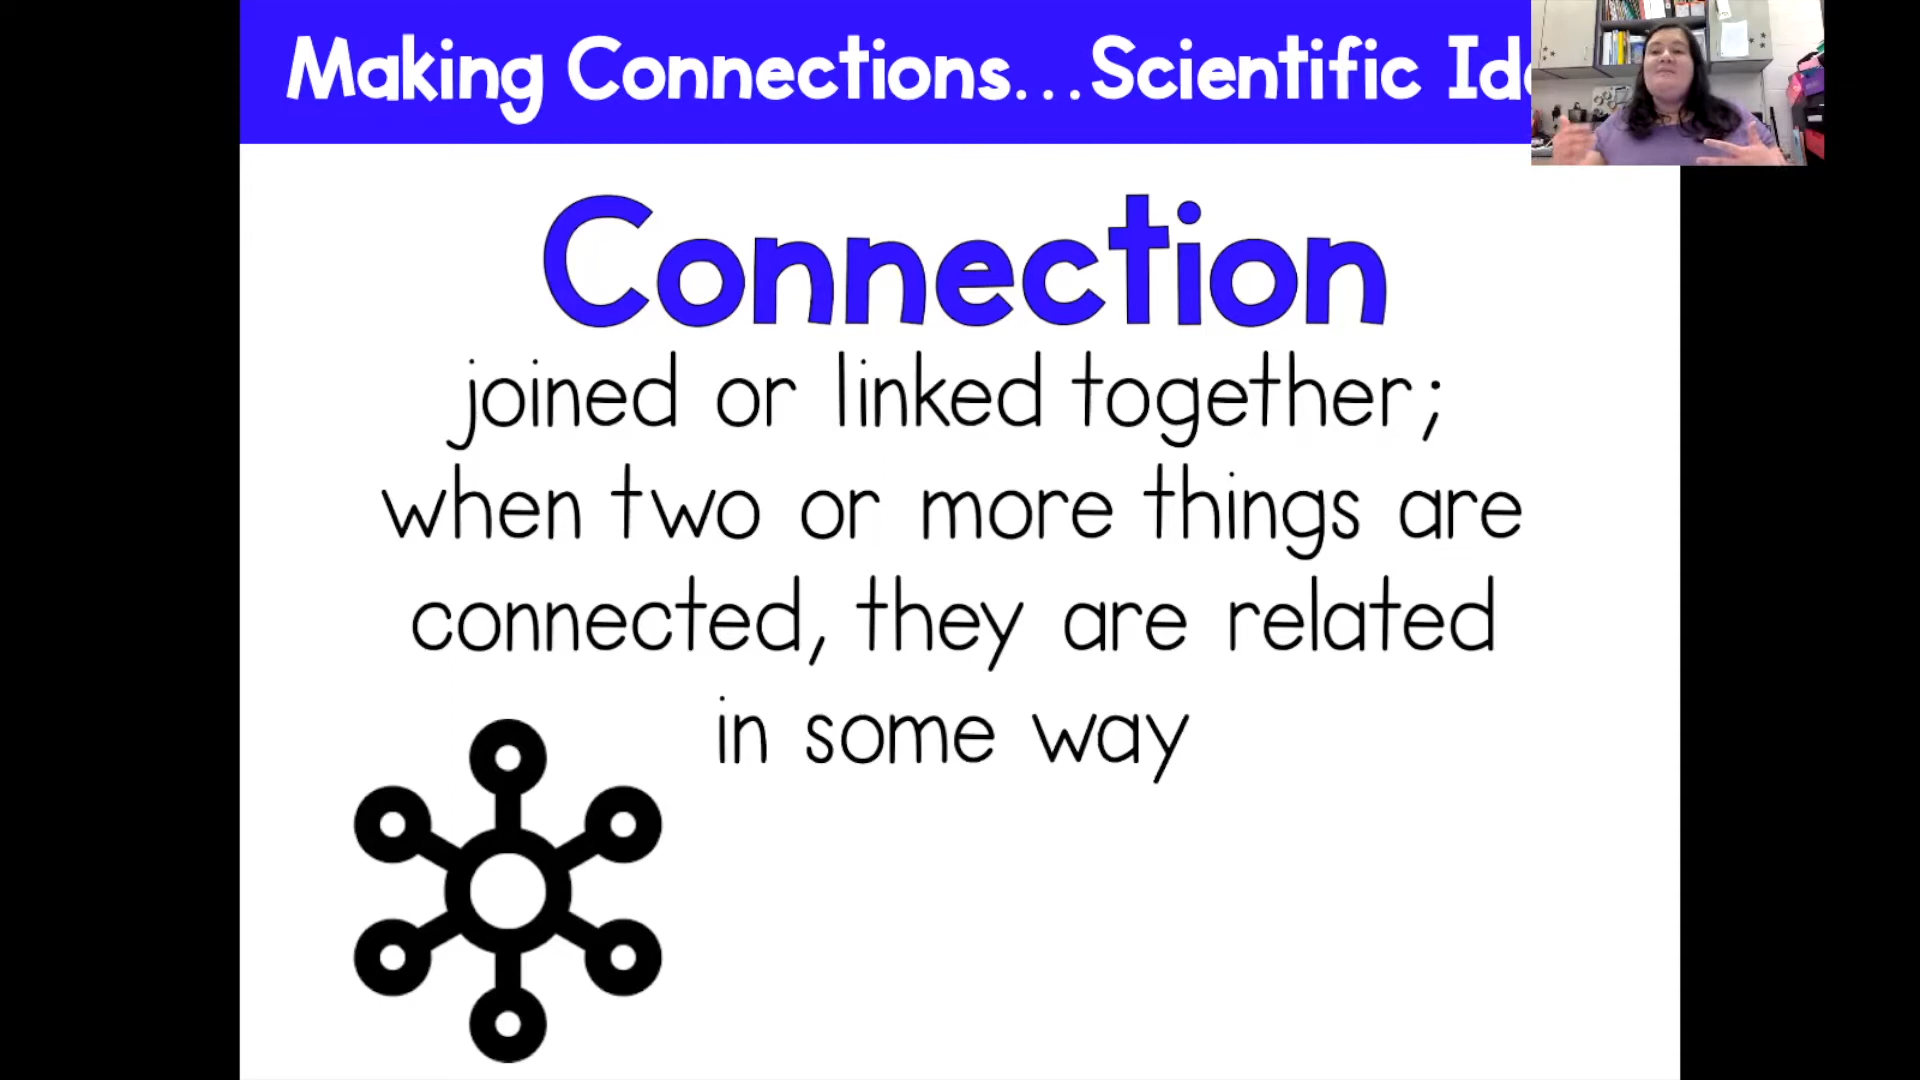 Making Connections...Scientific
Connection
joined or linked together;
when two or more things are
connected, they are related
in some way